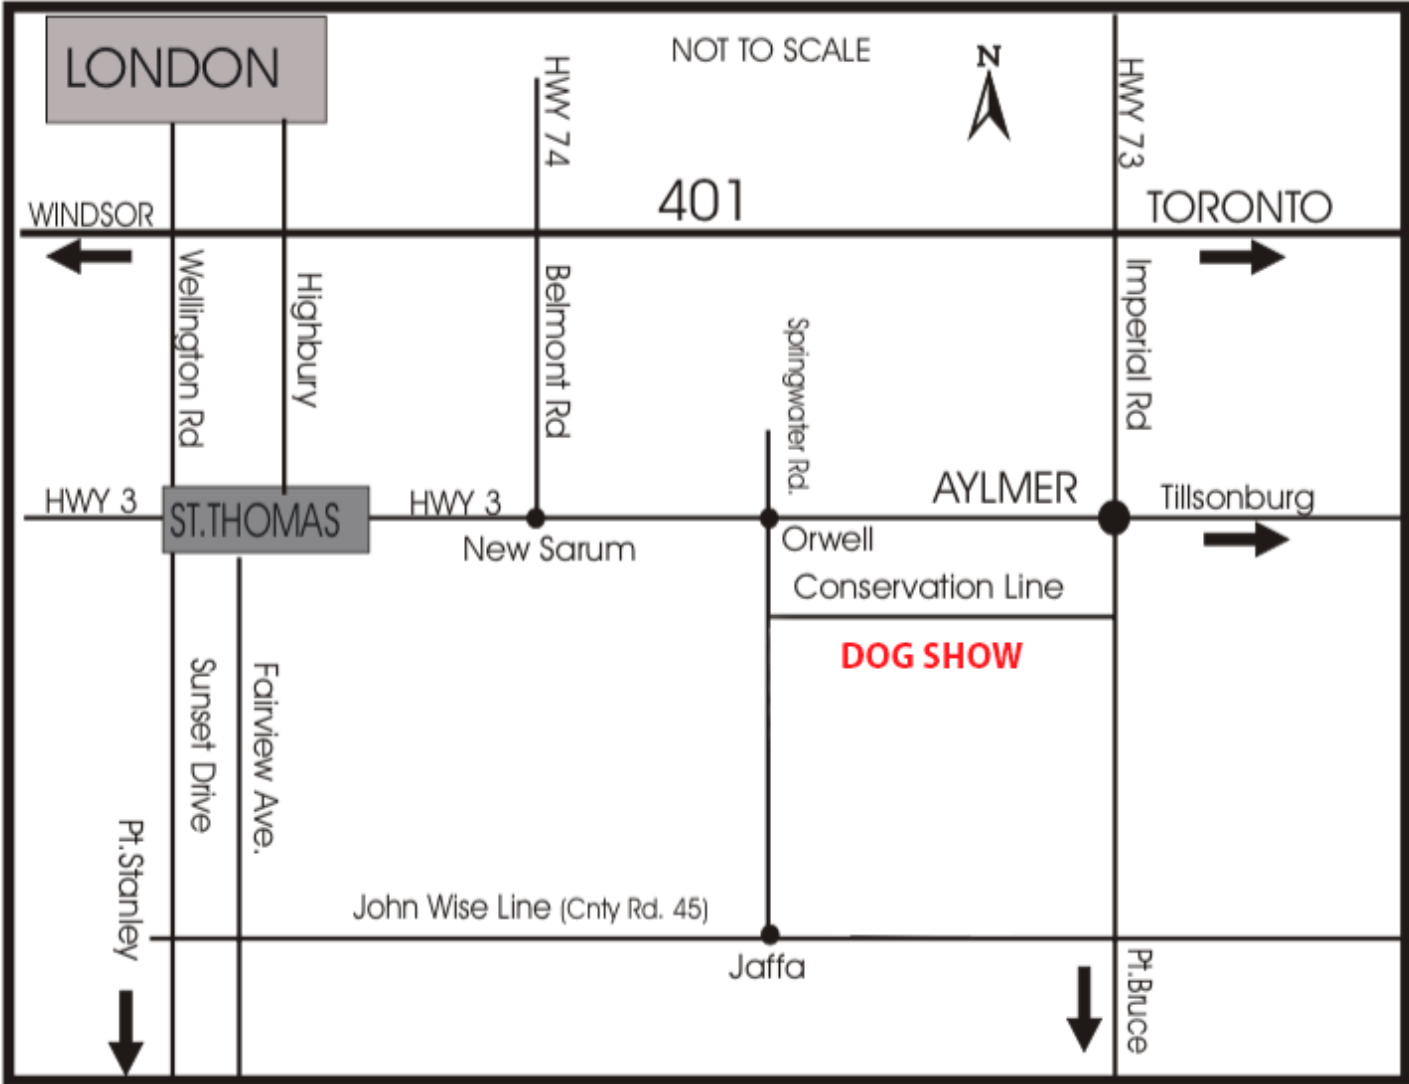 LONDON
HWY 74
NOT TO SCALE
N
HWY 73
WINDSOR
401
TORONTO
Wellington Rd
Highbury
Belmont Rd
Springwater Rd.
Imperial Rd
HWY 3
ST.THOMAS
HWY 3
New Sarum
Orwell
AYLMER
Tillsonburg
Conservation Line
DOG SHOW
Sunset Drive
Fairview Ave.
Pt.Stanley
John Wise Line (Cnty Rd. 45)
Jaffa
Pt.Bruce